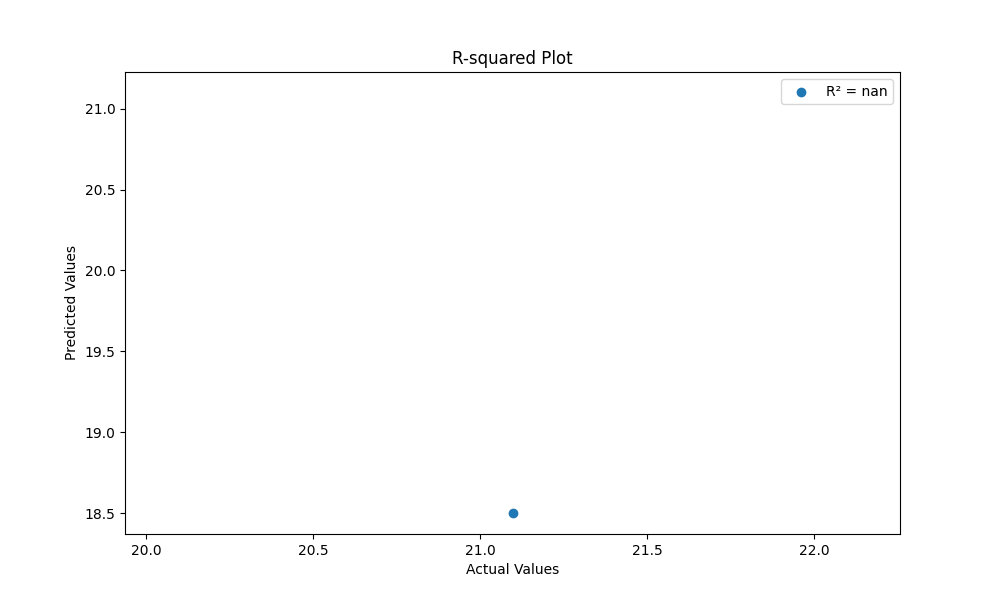 R-squared Plot
R² = nan
Predicted Values
21.0
20.5
20.0
19.5
19.0
18.5
20.0 20.5 21.0 21.5 22.0
Actual Values